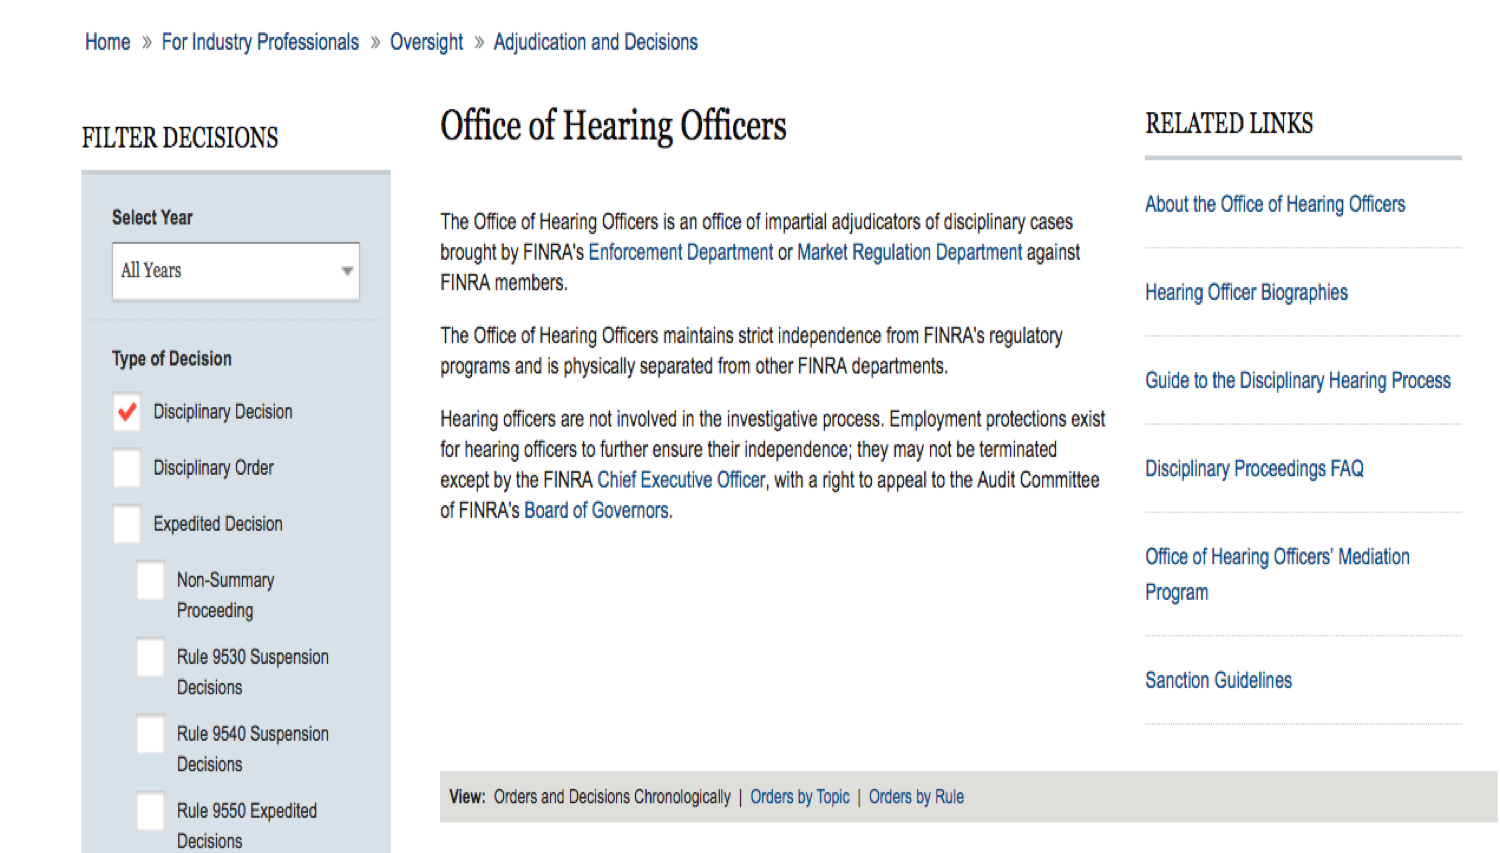 Home » For Industry Professionals » Oversight » Adjudication and Decisions
FILTER DECISIONS
Select Year
All Years
Type of Decision
Disciplinary Decision
Disciplinary Order
Expedited Decision
Non-Summary
Proceeding
Rule 9530 Suspension
Decisions
Rule 9540 Suspension
Decisions
Rule 9550 Expedited
Decisions
Office of Hearing Officers
The Office of Hearing Officers is an office of impartial adjudicators of disciplinary cases
brought by FINRA's Enforcement Department or Market Regulation Department against
FINRA members.
The Office of Hearing Officers maintains strict independence from FINRA's regulatory
programs and is physically separated from other FINRA departments.
Hearing officers are not involved in the investigative process. Employment protections exist
for hearing officers to further ensure their independence; they may not be terminated
except by the FINRA Chief Executive Officer, with a right to appeal to the Audit Committee
of FINRA's Board of Governors.
View: Orders and Decisions Chronologically | Orders by Topic | Orders by Rule
RELATED LINKS
About the Office of Hearing Officers
Hearing Officer Biographies
Guide to the Disciplinary Hearing Process
Disciplinary Proceedings FAQ
Office of Hearing Officers' Mediation
Program
Sanction Guidelines